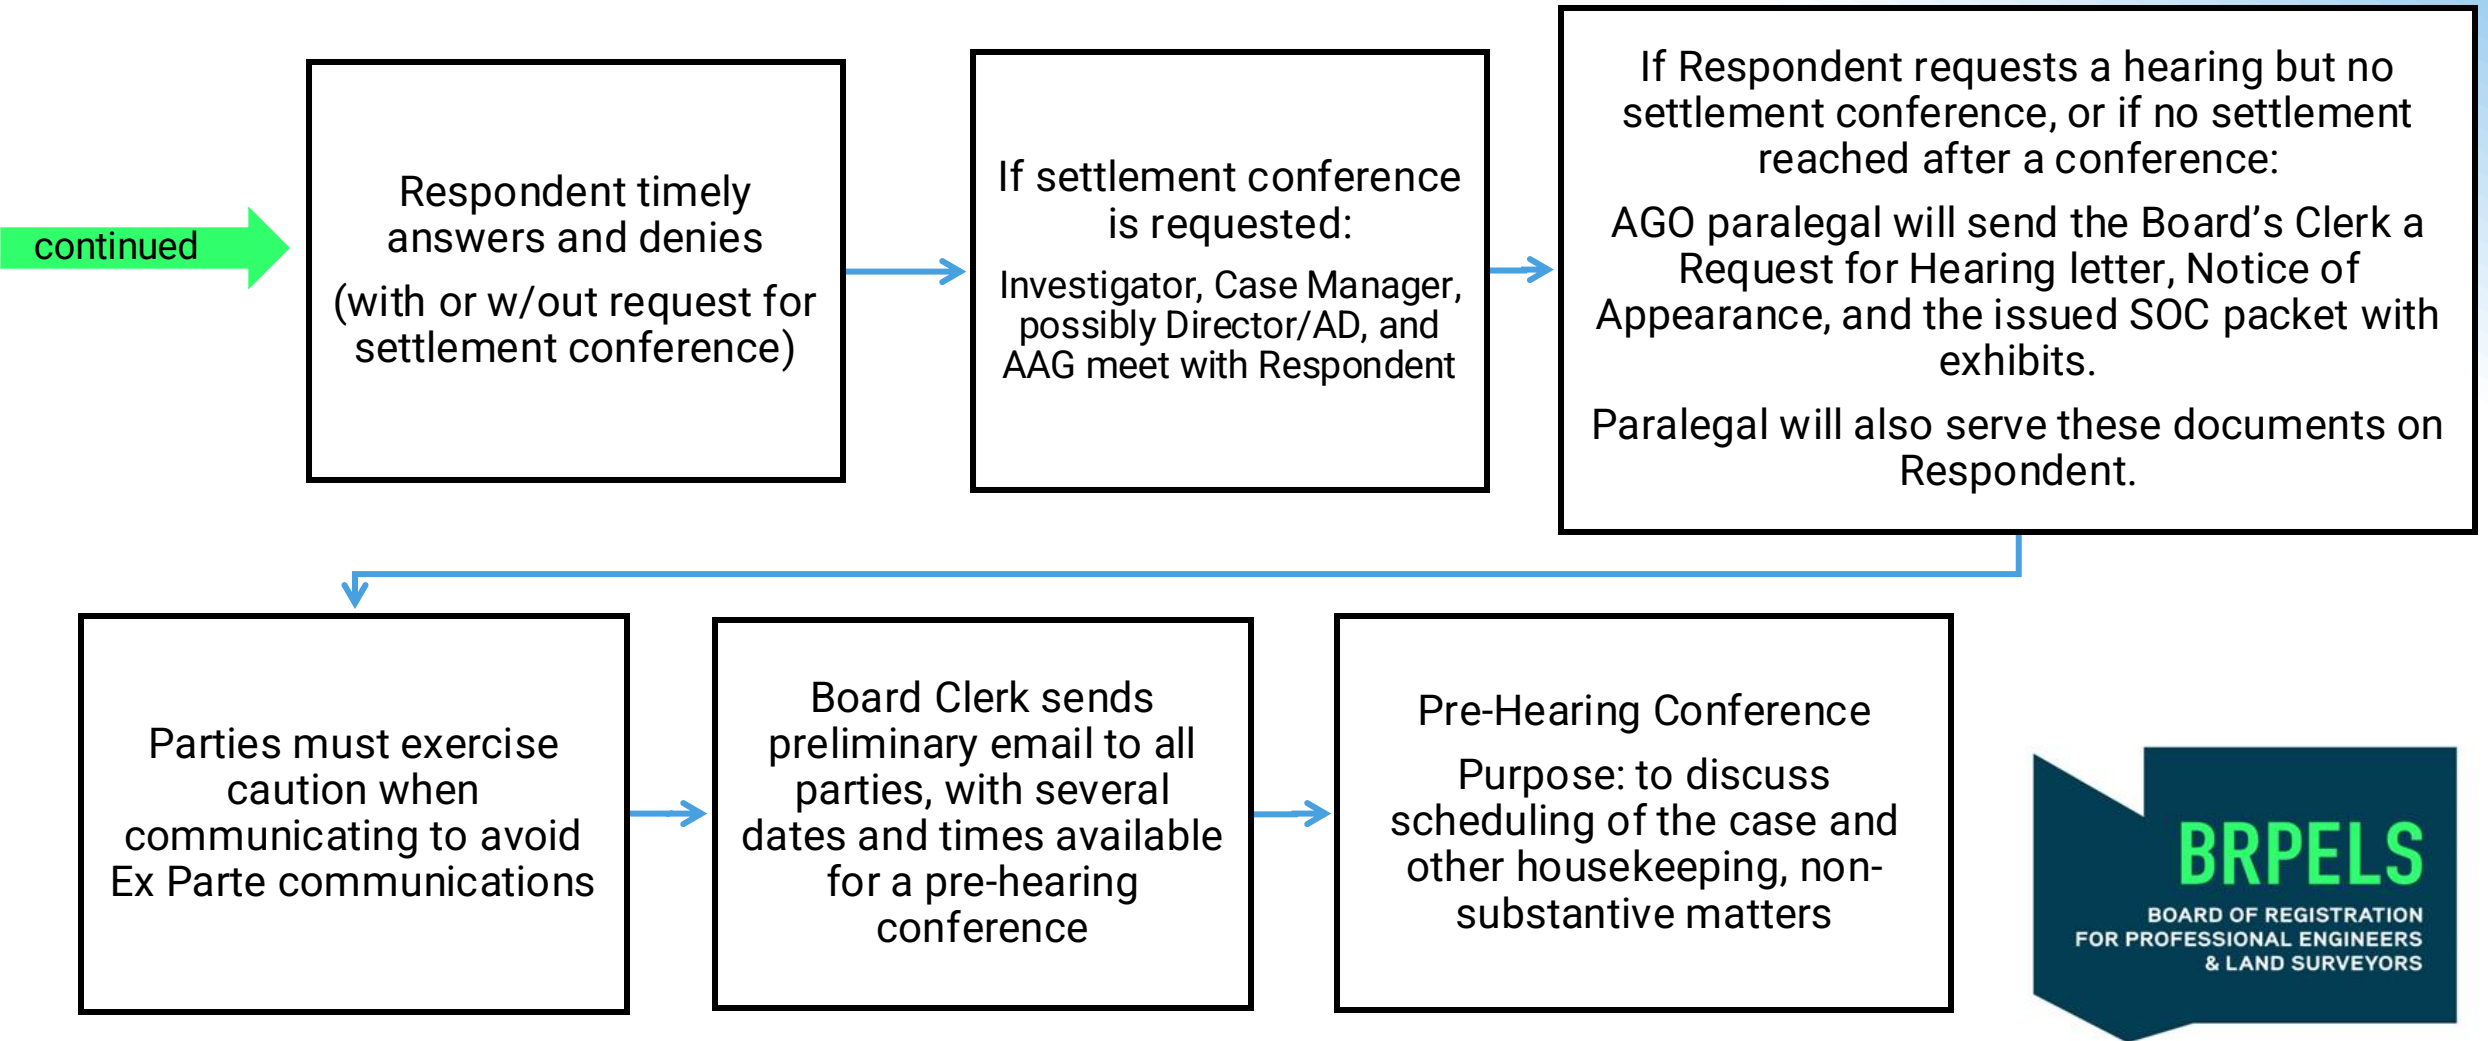 continued
Respondent timely
answers and denies
(with or w/out request for
settlement conference)
If settlement conference
is requested:
Investigator, Case Manager,
possibly Director/AD, and
AAG meet with Respondent
If Respondent requests a hearing but no
settlement conference, or if no settlement
reached after a conference:
AGO paralegal will send the Board’s Clerk a
Request for Hearing letter, Notice of
Appearance, and the issued SOC packet with
exhibits.
Paralegal will also serve these documents on
Respondent.
Parties must exercise
caution when
communicating to avoid
Ex Parte communications
Board Clerk sends
preliminary email to all
parties, with several
dates and times available
for a pre-hearing
conference
Pre-Hearing Conference
Purpose: to discuss
scheduling of the case and
other housekeeping, non-
substantive matters
BRPELS
BOARD OF REGISTRATION
FOR PROFESSIONAL ENGINEERS
& LAND SURVEYORS